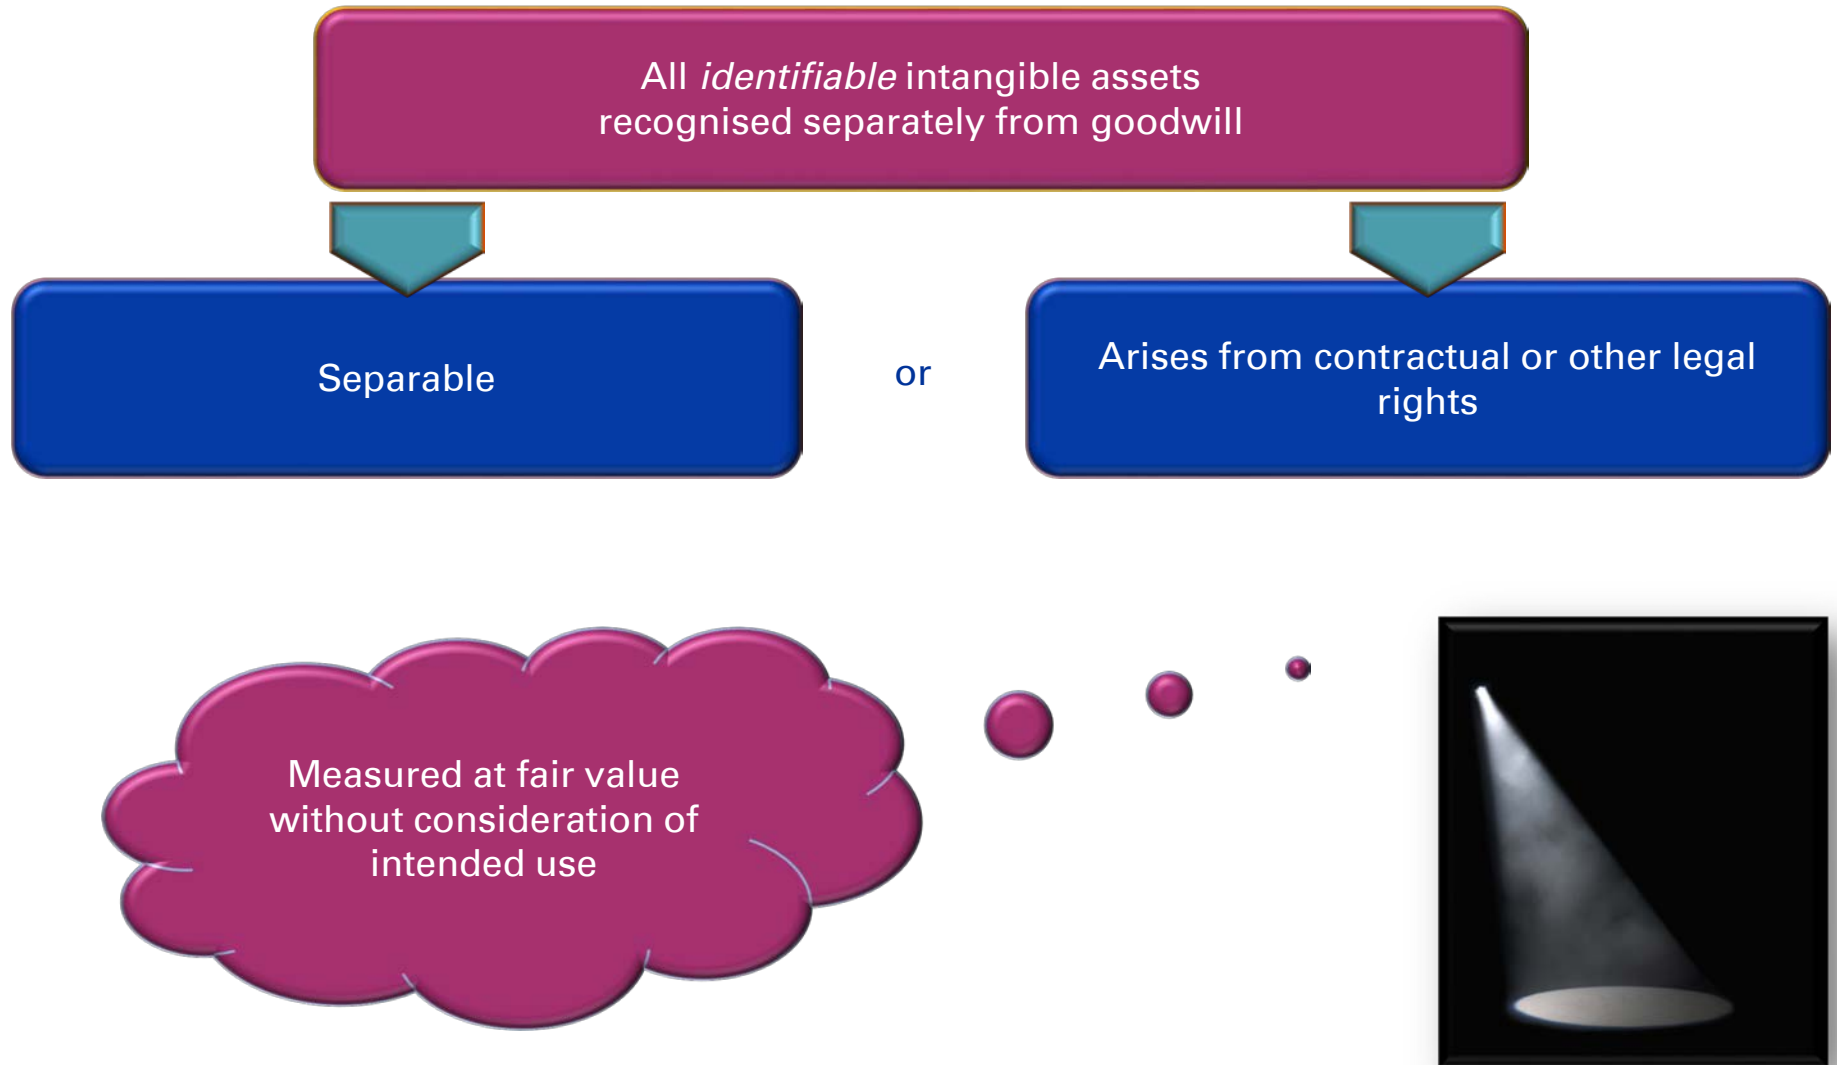 All identifiable intangible assets
recognised separately from goodwill
Separable
or
Arises from contractual or other legal
rights
Measured at fair value
without consideration of
intended use